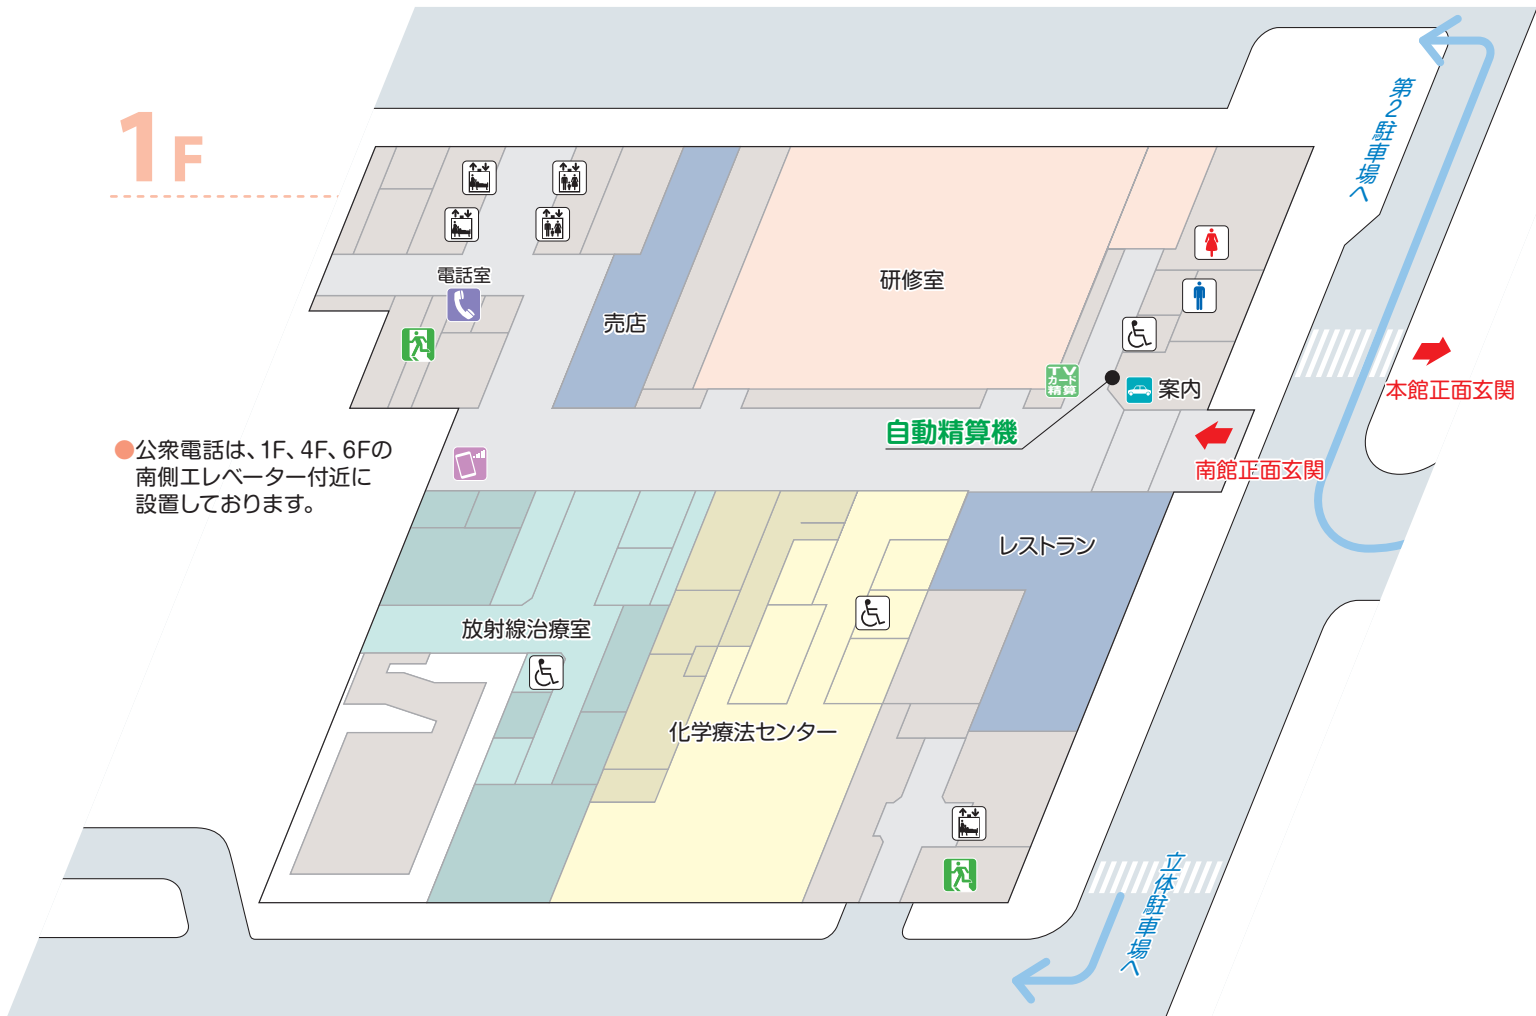 1F
電話室
売店
研修室
TV
カード
精算
案内
自動精算機
南館正面玄関
本館正面玄関
第2駐車場へ
●公衆電話は、1F、4F、6Fの
南側エレベーター付近に
設置しております。
レストラン
放射線治療室
化学療法センター
立体駐車場へ